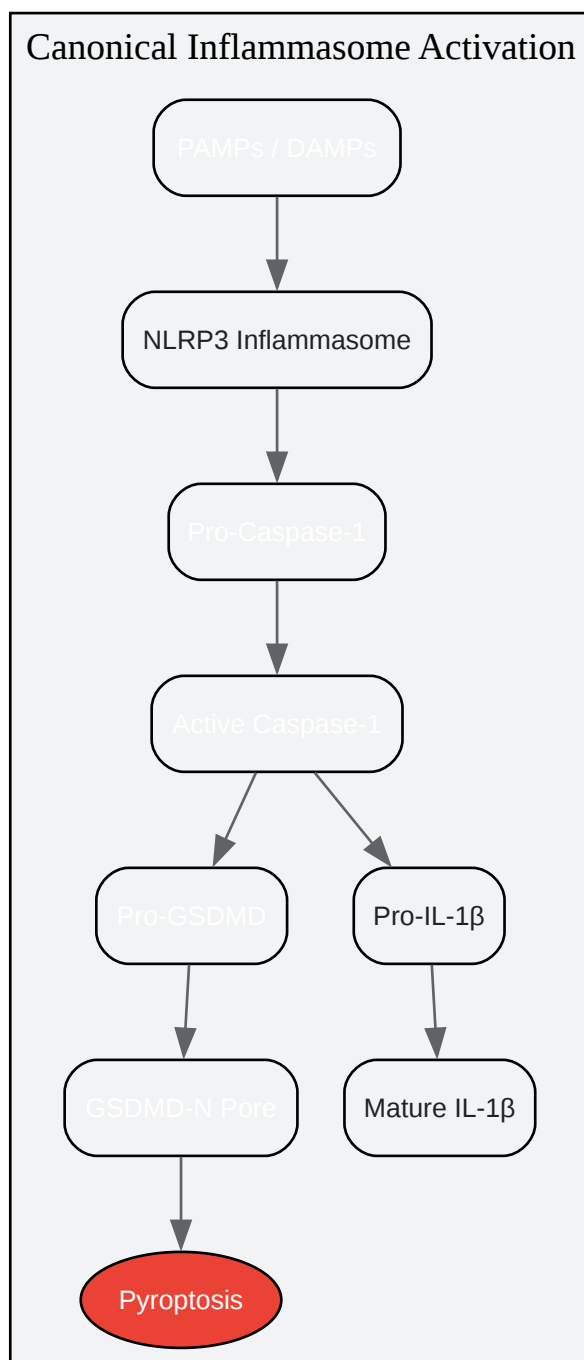 Canonical Inflammasome Activation
PAMPs / DAMPs
NLRP3 Inflammasome
Pro-Caspase-1
Active Caspase-1
Pro-GSDMD
Pro-IL-1β
GSDMD-N Pore
Mature IL-1β
Pyroptosis